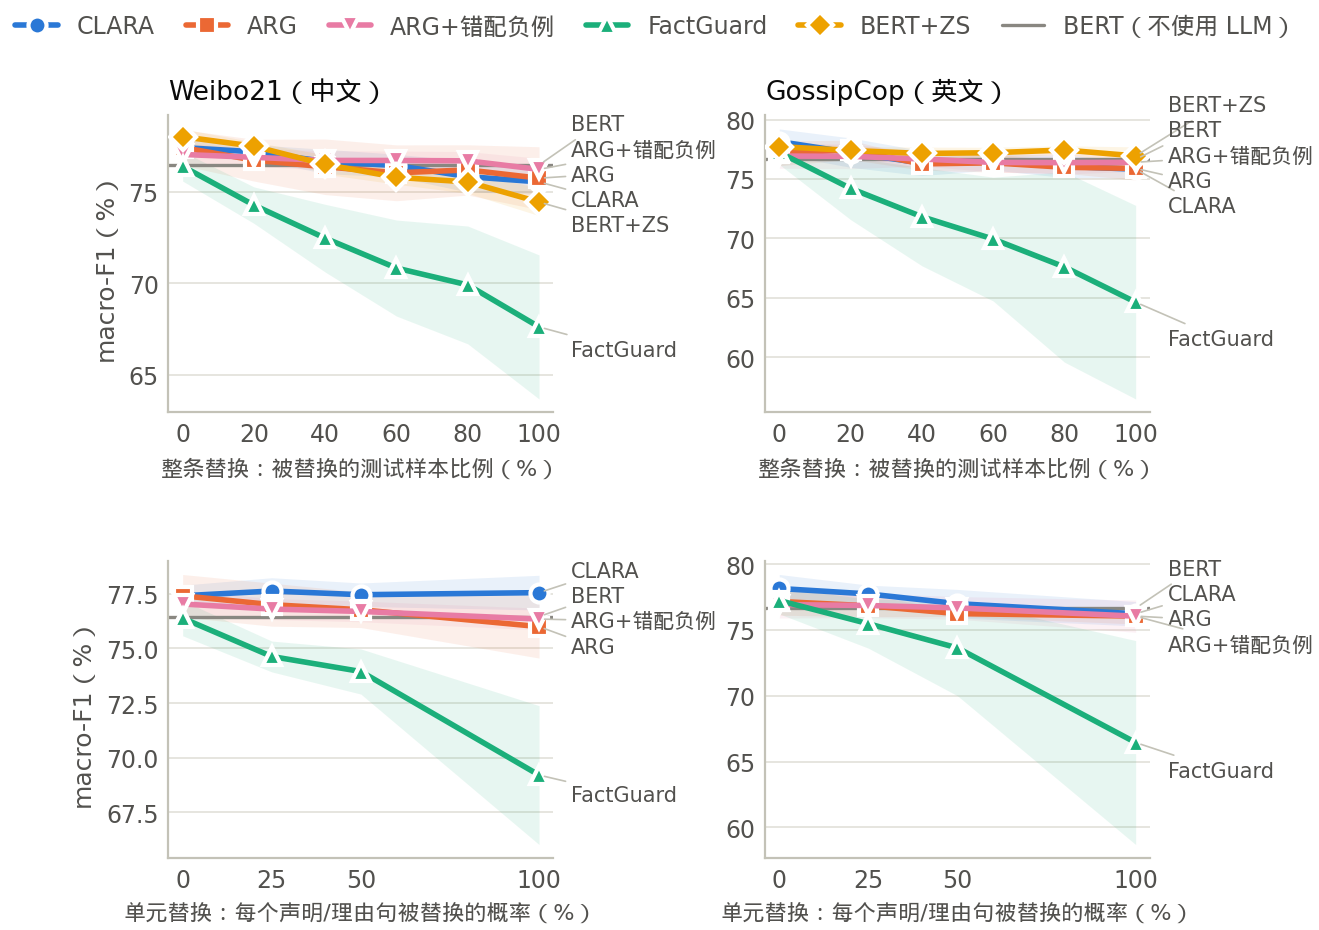 CLARA ARG ARG+错配负例 FactGuard BERT+ZS BERT（不使用 LLM）
Weibo21（中文）
macro-F1（%）
75
70
65
0 20 40 60 80 100
整条替换：被替换的测试样本比例（%）
BERT
ARG+错配负例
ARG
CLARA
BERT+ZS
FactGuard
GossipCop（英文）
80
75
70
65
60
0 20 40 60 80 100
整条替换：被替换的测试样本比例（%）
BERT+ZS
BERT
ARG+错配负例
ARG
CLARA
FactGuard
macro-F1（%）
77.5
75.0
72.5
70.0
67.5
0 25 50 100
单元替换：每个声明/理由句被替换的概率（%）
CLARA
BERT
ARG+错配负例
ARG
FactGuard
80
75
70
65
60
0 25 50 100
单元替换：每个声明/理由句被替换的概率（%）
BERT
CLARA
ARG
ARG+错配负例
FactGuard